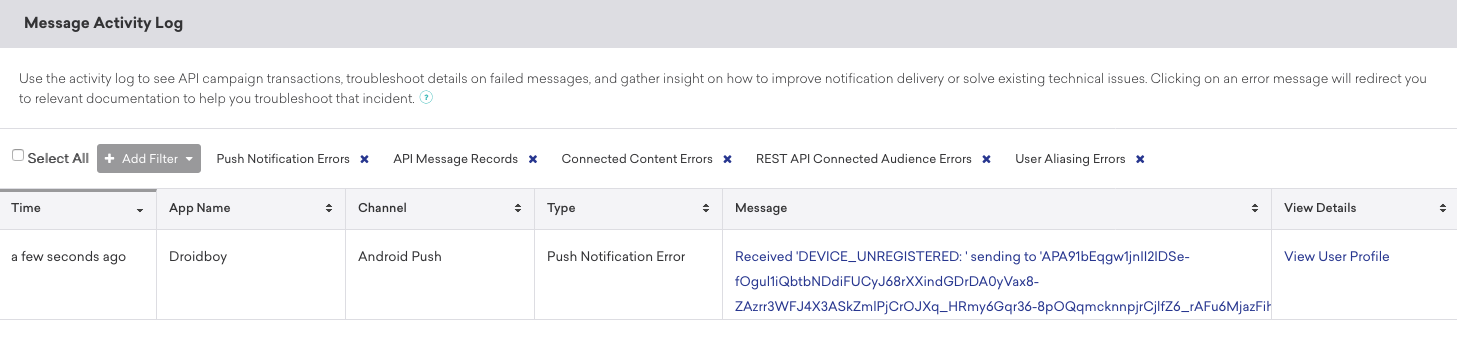 Message Activity Log
Use the activity log to see API campaign transactions, troubleshoot details on failed messages, and gather insight on how to improve notification delivery or solve existing technical issues. Clicking on an error message will redirect you
to relevant documentation to help you troubleshoot that incident. ?
Select All + Add Filter Push Notification Errors × API Message Records × Connected Content Errors × REST API Connected Audience Errors × User Aliasing Errors ×
Time App Name Channel Type Message View Details
a few seconds ago Droidboy Android Push Push Notification Error Received 'DEVICE_UNREGISTERED: ' sending to 'APA91bEqgw1jnII2IDSe- View User Profile
fOgul1iQbtbNDdiFUCyJ68rXXindGDrDA0yVax8-
ZAzrr3WFJ4X3ASkZmlPjCrOJXq_HRmy6Gqr36-8pOQqmcknnpjrCjlfZ6_rAFu6MjazFih